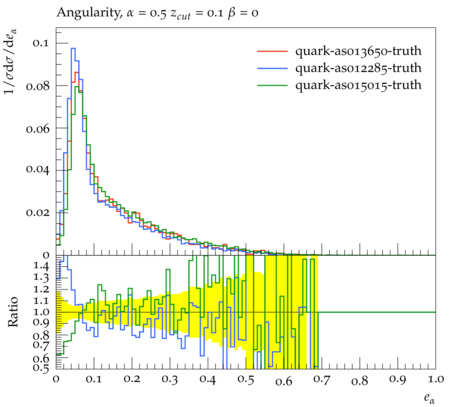 Angularity, α = 0.5 z_cut = 0.1 β = 0
1/σdσ/de_α
quark-as013650-truth
quark-as012285-truth
quark-as015015-truth
0.1
0.08
0.06
0.04
0.02
0
Ratio
1.4
1.3
1.2
1.1
1.0
0.9
0.8
0.7
0.6
0.5
0 0.1 0.2 0.3 0.4 0.5 0.6 0.7 0.8 0.9 1.0
e_α